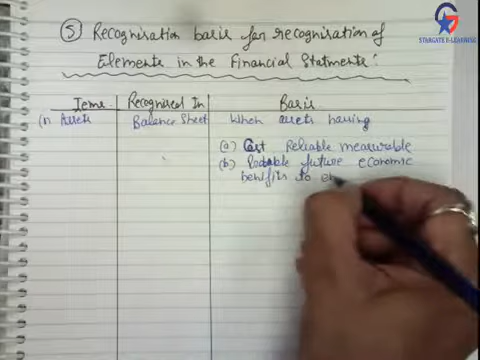 STARGATE E-LEARNING
(5) Recognisation basis for recognisation of
Elements in the Financial Statments:
Items Recognised In Basis
(1) Assets Balance Sheet When assets having
(a) Cost Reliable measurable
(b) Probable future economic
benifits to